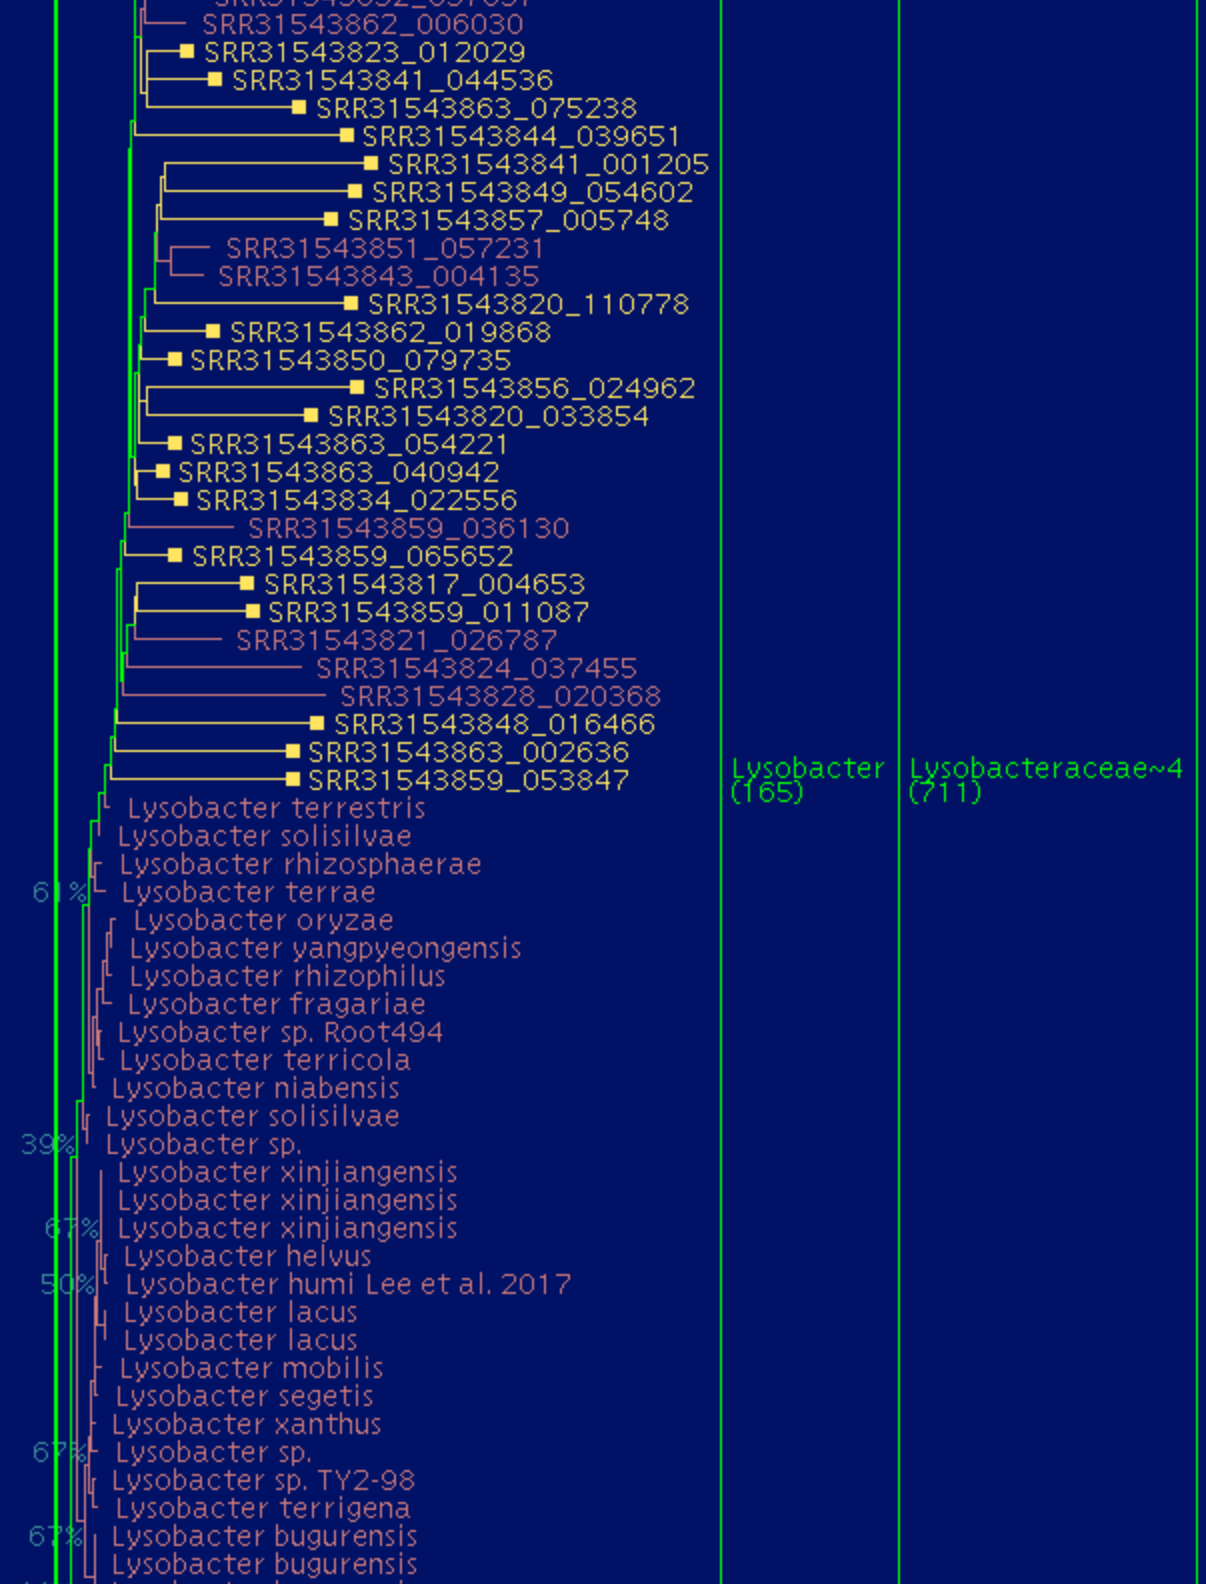 SRR31543862_006030
SRR31543823_012029
SRR31543841_044536
SRR31543863_075238
SRR31543844_039651
SRR31543841_001205
SRR31543849_054602
SRR31543857_005748
SRR31543851_057231
SRR31543843_004135
SRR31543820_110778
SRR31543862_019868
SRR31543850_079735
SRR31543856_024962
SRR31543820_033854
SRR31543863_054221
SRR31543863_040942
SRR31543834_022556
SRR31543859_036130
SRR31543859_065652
SRR31543817_004653
SRR31543859_011087
SRR31543821_026787
SRR31543824_037455
SRR31543828_020368
SRR31543848_016466
SRR31543863_002636
SRR31543859_053847
Lysobacter
(165)
Lysobacteraceae~4
(711)
Lysobacter terrestris
Lysobacter solisilvae
Lysobacter rhizosphaerae
61% Lysobacter terrae
Lysobacter oryzae
Lysobacter yangpyeongensis
Lysobacter rhizophilus
Lysobacter fragariae
Lysobacter sp. Root494
Lysobacter terricola
Lysobacter niabensis
Lysobacter solisilvae
39% Lysobacter sp.
Lysobacter xinjiangensis
Lysobacter xinjiangensis
67% Lysobacter xinjiangensis
Lysobacter helvus
50% Lysobacter humi Lee et al. 2017
Lysobacter lacus
Lysobacter lacus
Lysobacter mobilis
Lysobacter segetis
Lysobacter xanthus
67% Lysobacter sp.
Lysobacter sp. TY2-98
Lysobacter terrigena
67% Lysobacter bugurensis
Lysobacter bugurensis